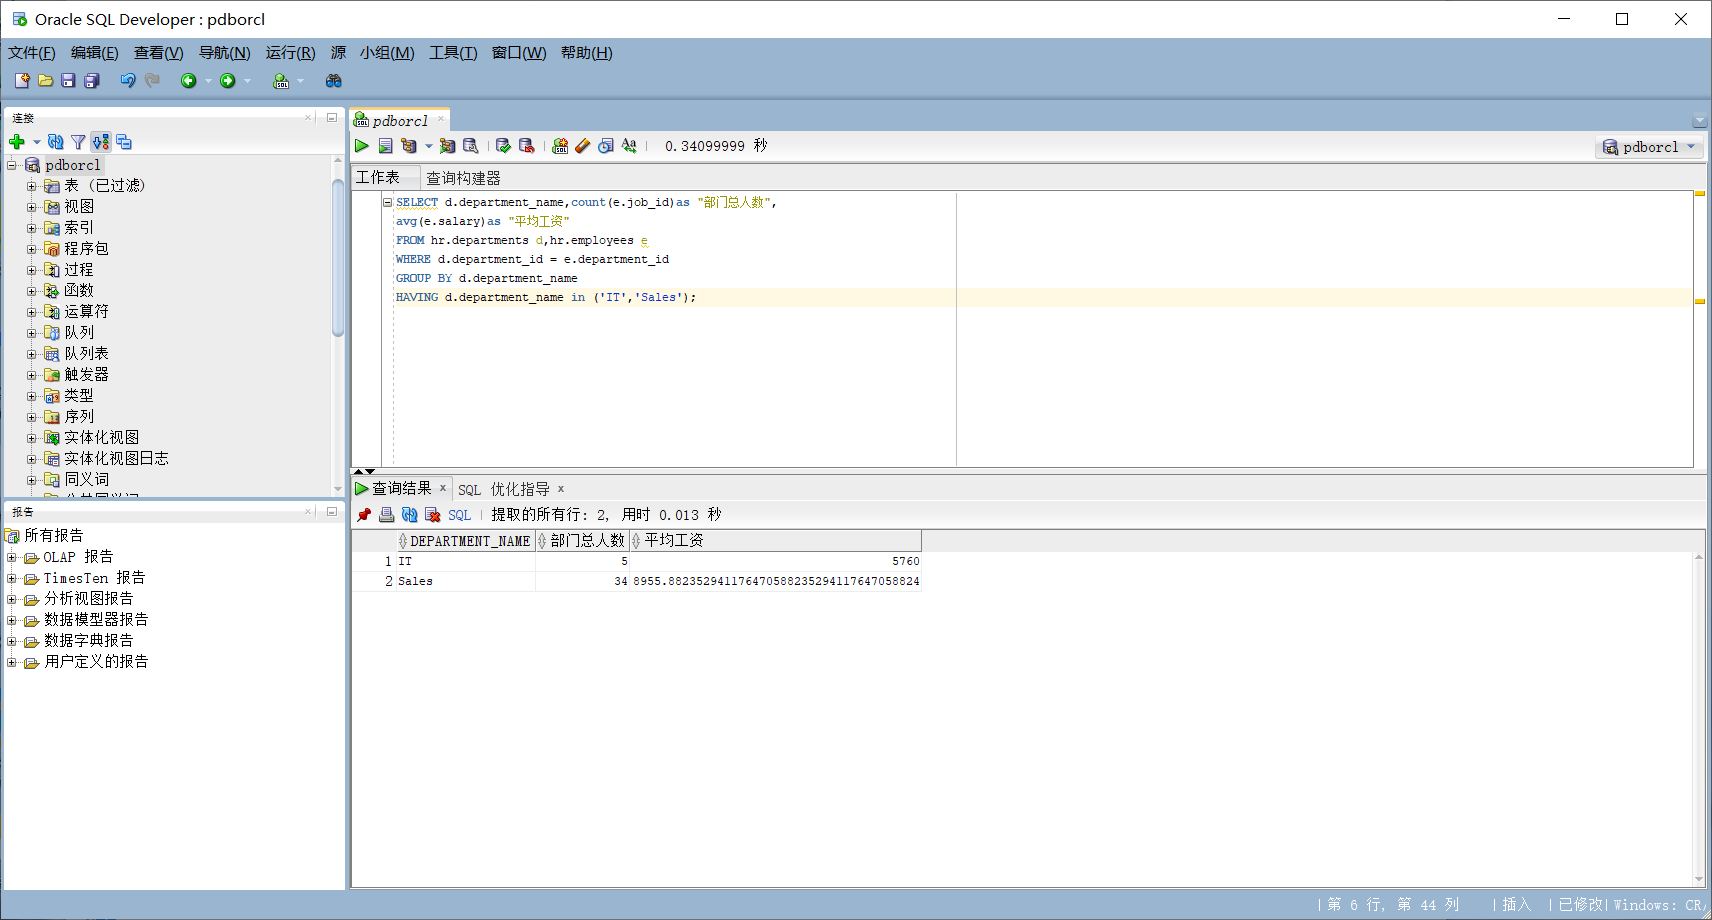 Oracle SQL Developer : pdborcl
文件(F) 编辑(E) 查看(V) 导航(N) 运行(R) 源 小组(M) 工具(T) 窗口(W) 帮助(H)
连接
pdborcl
表 (已过滤)
视图
索引
程序包
过程
函数
运算符
队列
队列表
触发器
类型
序列
实体化视图
实体化视图日志
同义词
报告
所有报告
OLAP 报告
TimesTen 报告
分析视图报告
数据模型器报告
数据字典报告
用户定义的报告
pdborcl
0.34099999 秒
pdborcl
工作表 查询构建器
SELECT d.department_name,count(e.job_id)as "部门总人数",
avg(e.salary)as "平均工资"
FROM hr.departments d,hr.employees e
WHERE d.department_id = e.department_id
GROUP BY d.department_name
HAVING d.department_name in ('IT','Sales');
查询结果 x SQL 优化指导 x
SQL | 提取的所有行: 2, 用时 0.013 秒
DEPARTMENT_NAME 部门总人数 平均工资
1 IT 5 5760
2 Sales 34 8955.88235294117647058823529411764705 8824
| 第 6 行, 第 44 列 | 插入 | 已修改| Windows: CR/